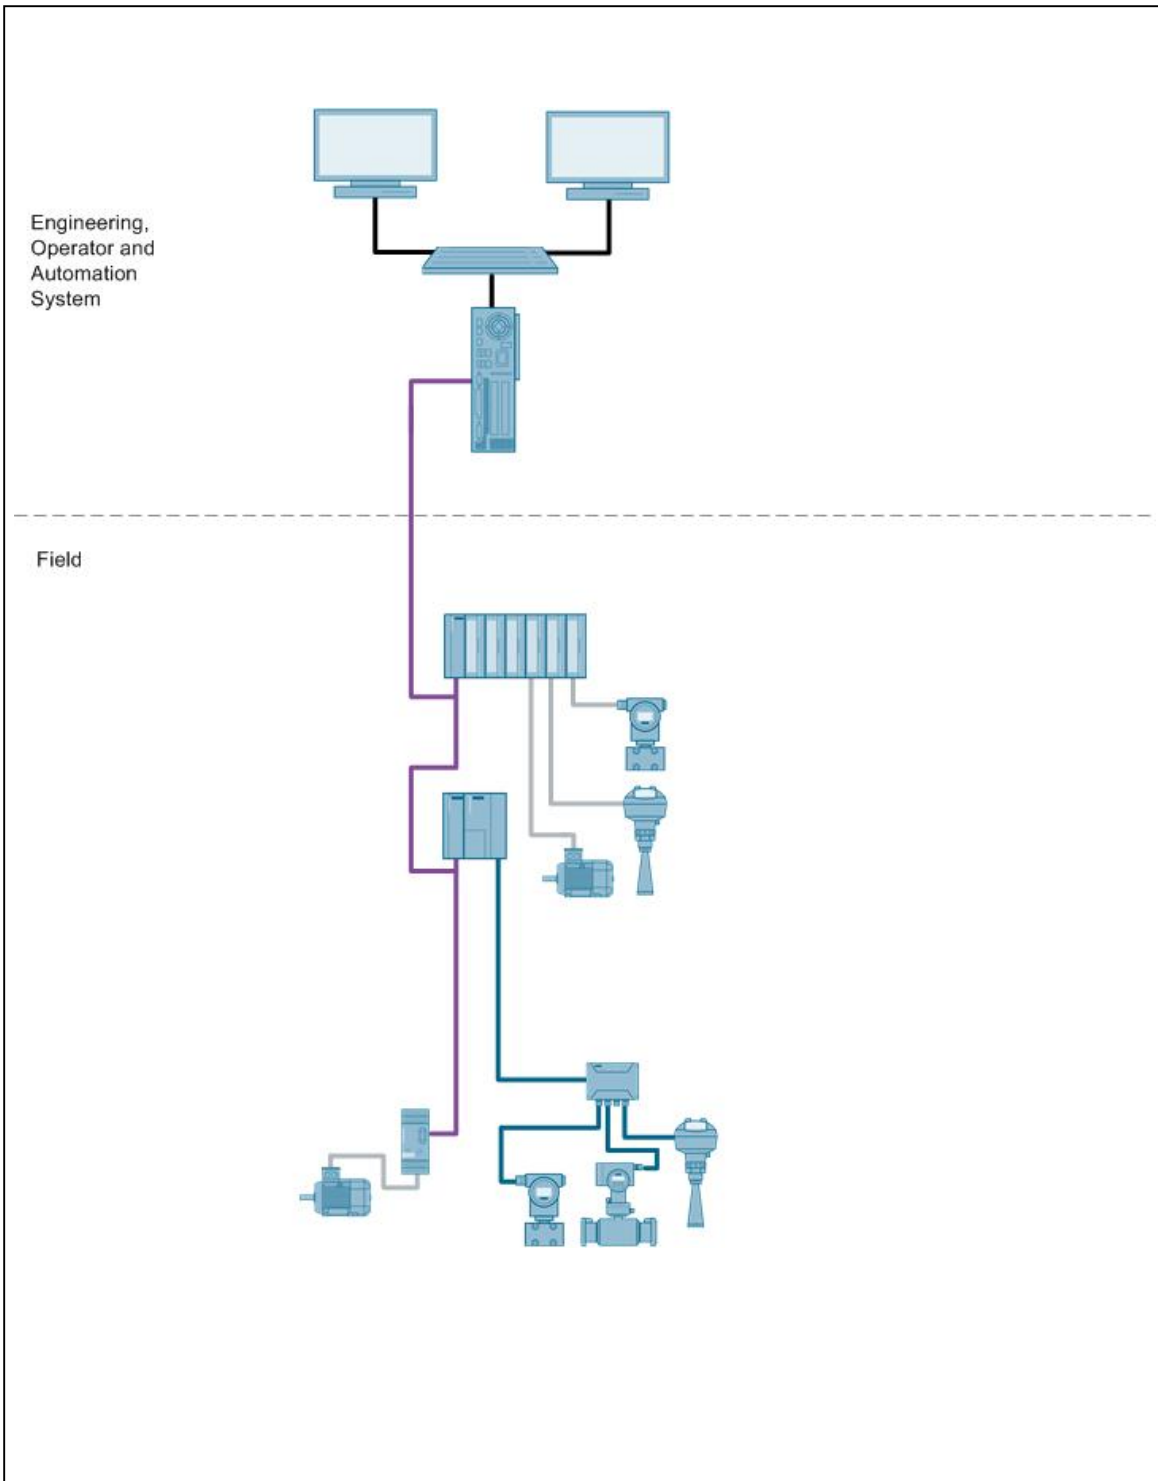 Engineering,
Operator and
Automation
System
Field